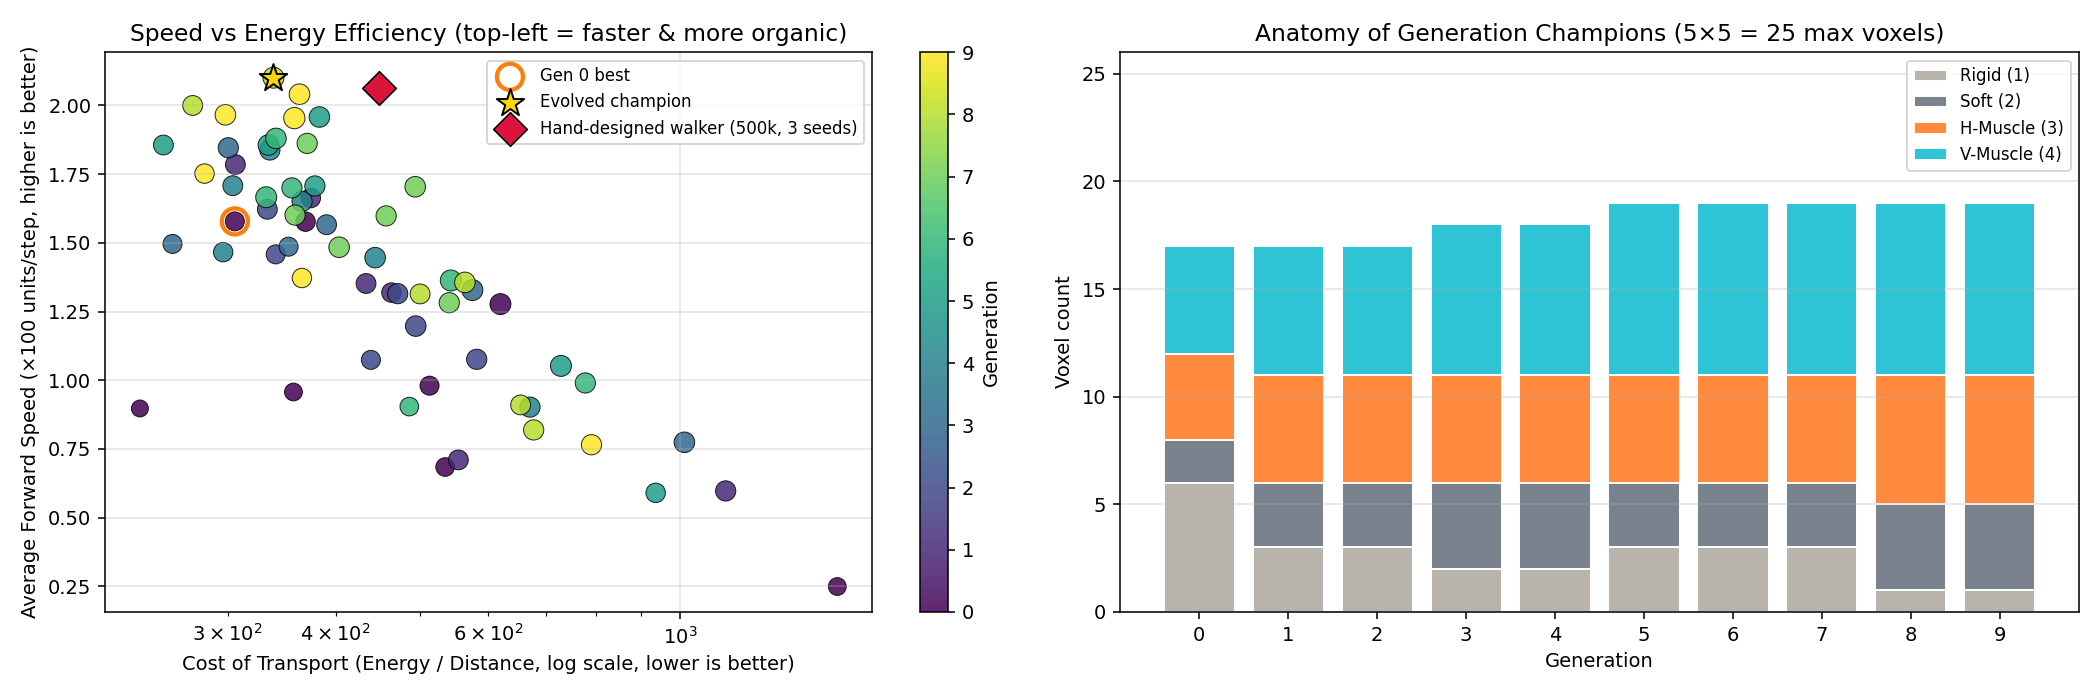 Speed vs Energy Efficiency (top-left = faster & more organic)
Average Forward Speed (×100 units/step, higher is better)
2.00
1.75
1.50
1.25
1.00
0.75
0.50
0.25
Gen 0 best
Evolved champion
Hand-designed walker (500k, 3 seeds)
3 × 10²
4 × 10²
6 × 10²
10³
Cost of Transport (Energy / Distance, log scale, lower is better)
9
8
7
6
5
4
3
2
1
0
Generation
Anatomy of Generation Champions (5×5 = 25 max voxels)
Voxel count
25
20
15
10
5
0
Rigid (1)
Soft (2)
H-Muscle (3)
V-Muscle (4)
0 1 2 3 4 5 6 7 8 9
Generation